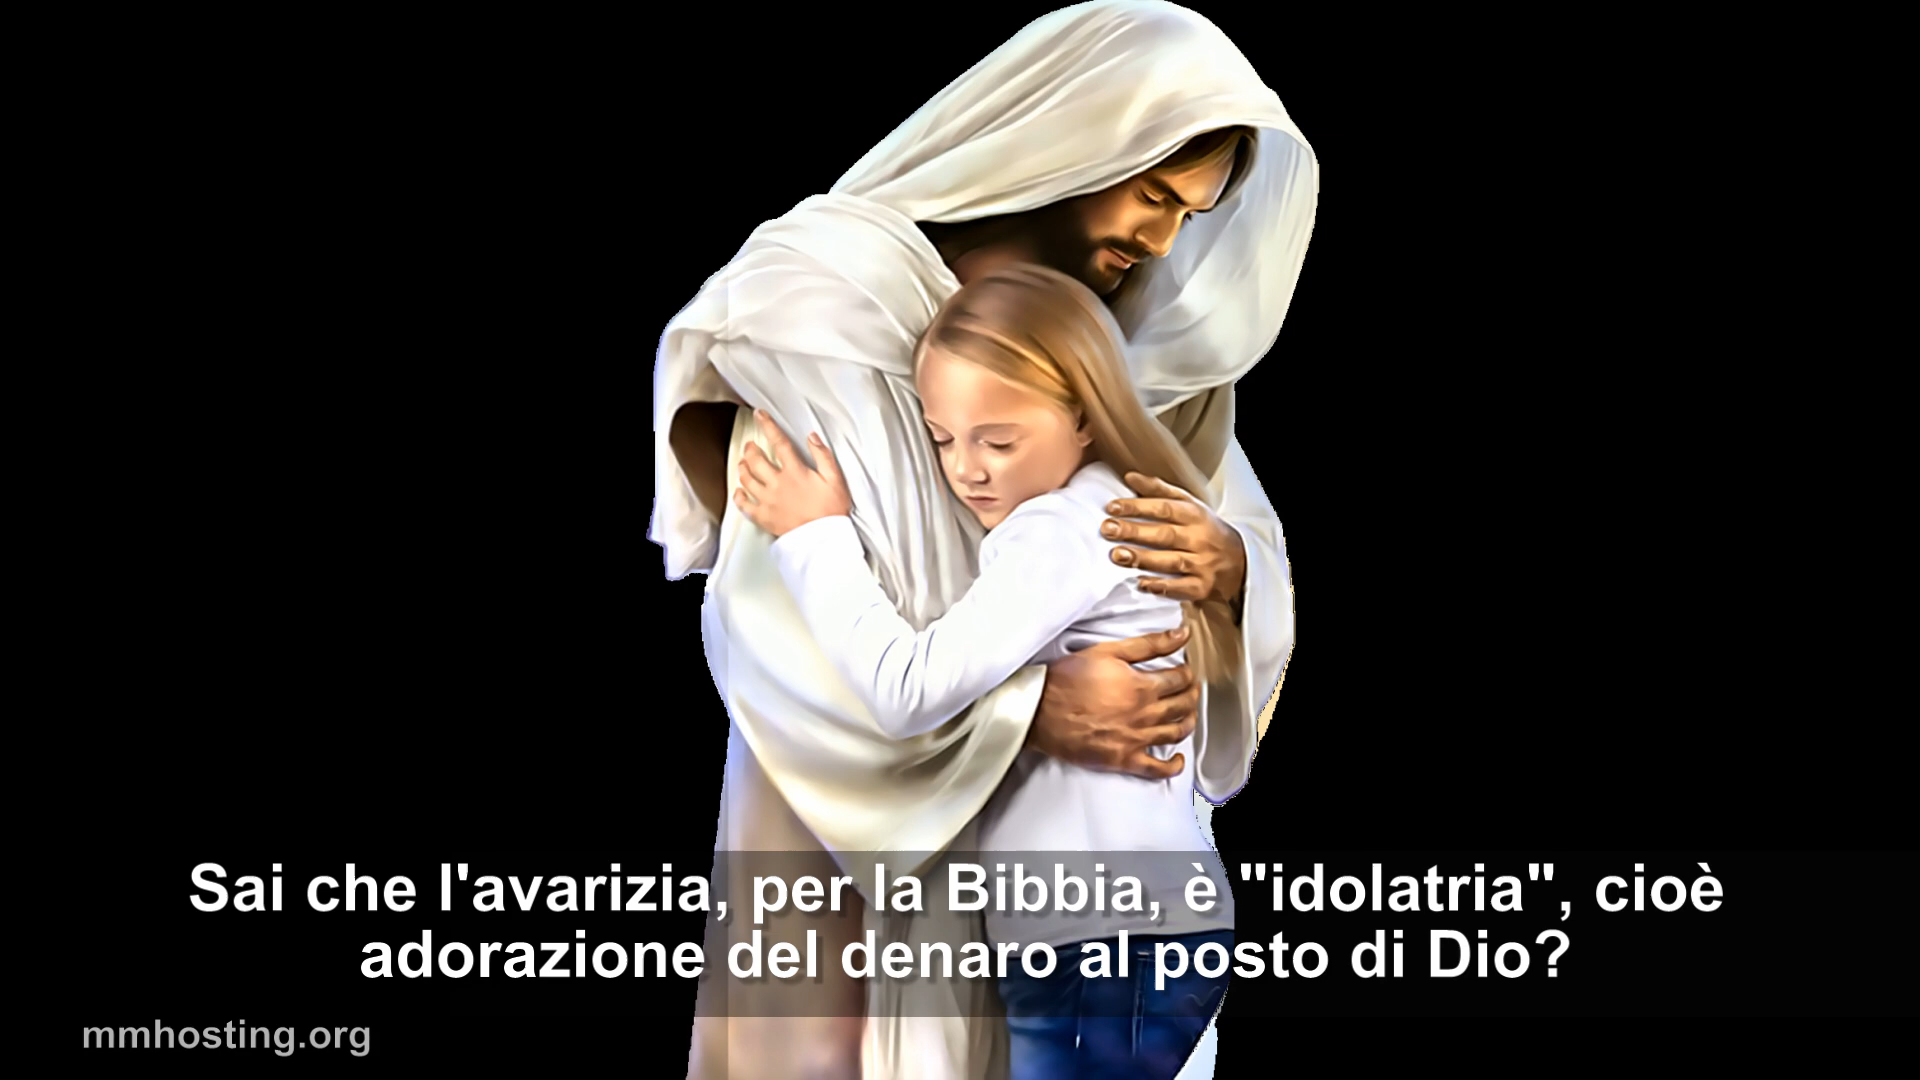 Sai che l'avarizia, per la Bibbia, è "idolatria", cioè
adorazione del denaro al posto di Dio?
mmhosting.org